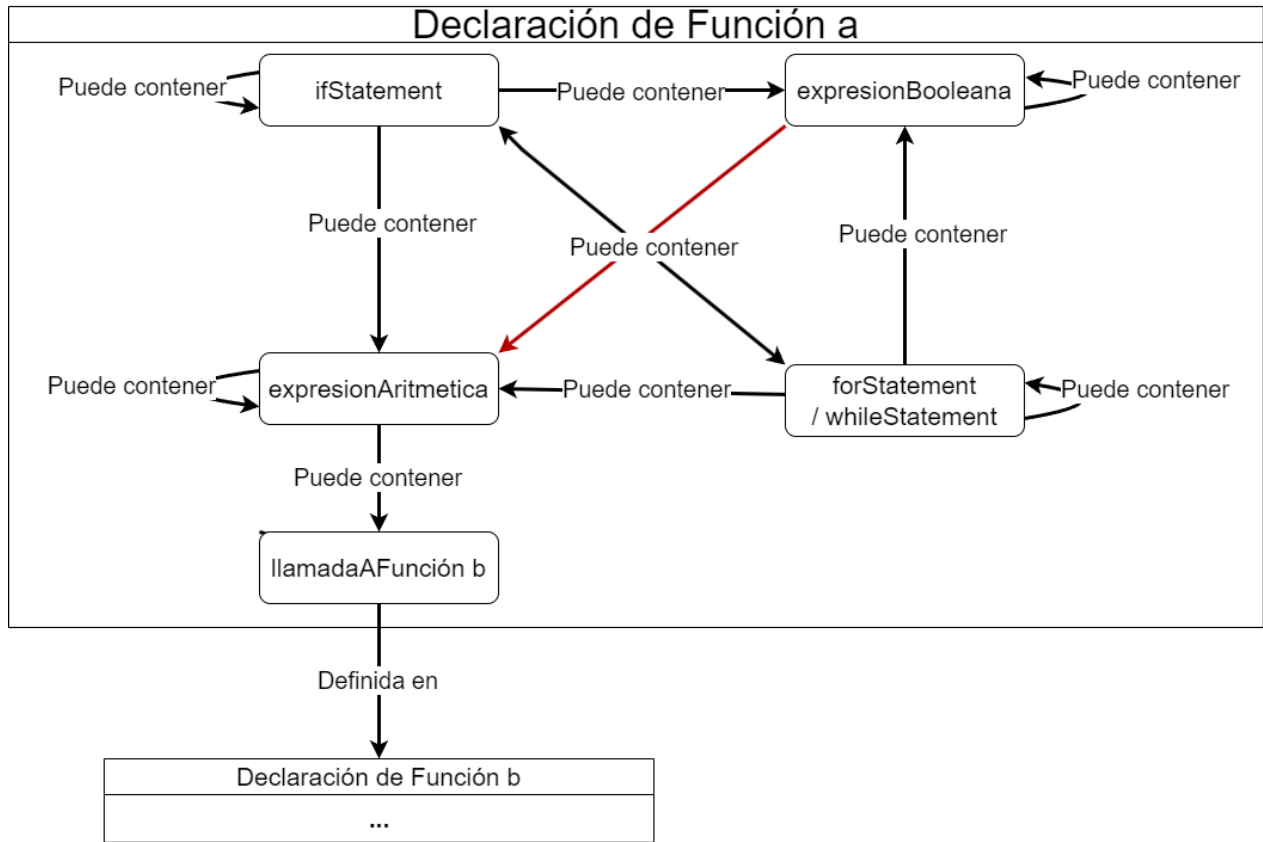 Declaración de Función a
Puede contener
ifStatement
Puede contener
expresionBooleana
Puede contener
Puede contener
Puede contener
Puede contener
Puede contener
expresionAritmetica
Puede contener
forStatement
/ whileStatement
Puede contener
Puede contener
llamadaAFunción b
Definida en
Declaración de Función b
...